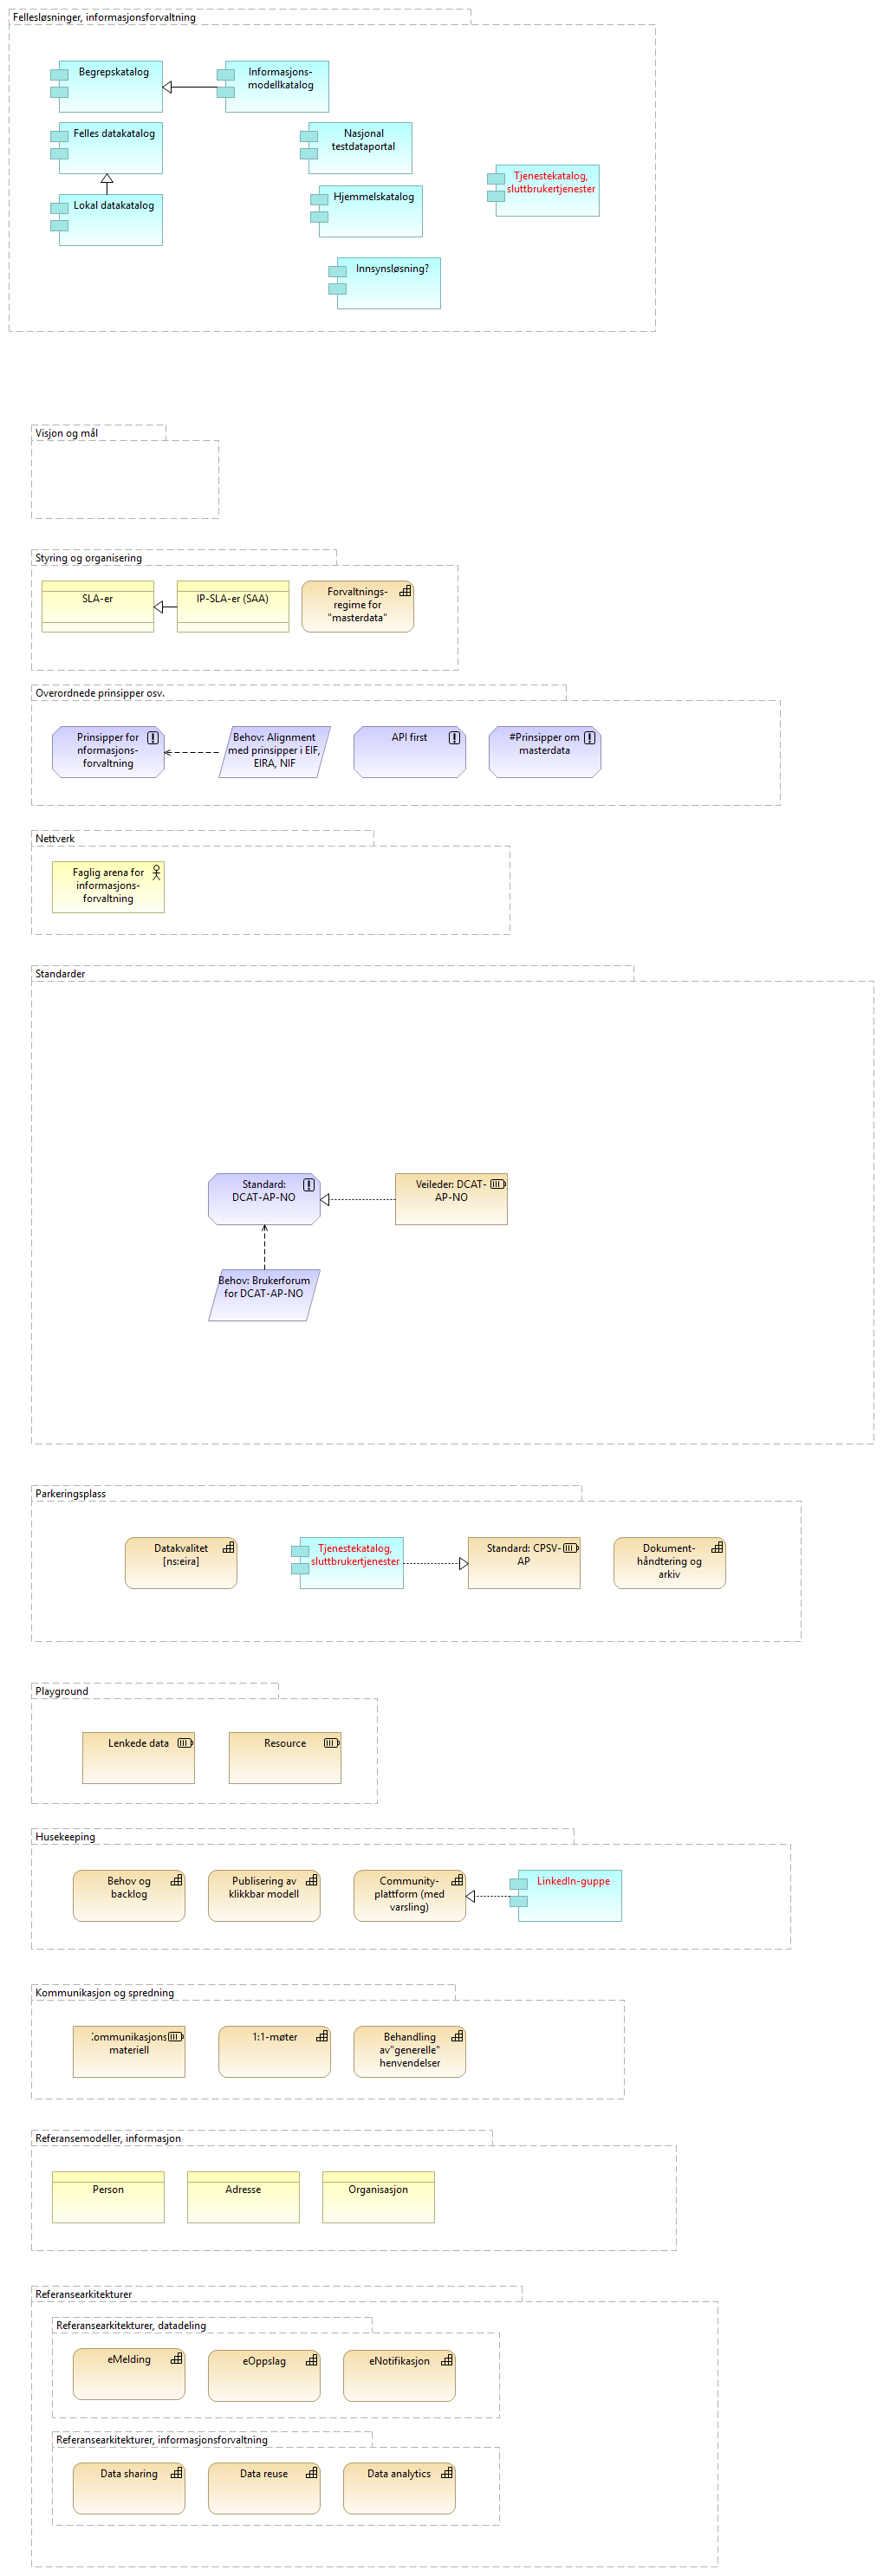 Fellesløsninger, informasjonsforvaltning
Begrepskatalog
Informasjons-
modellkatalog
Felles datakatalog
Nasjonal
testdataportal
Tjenestekatalog,
sluttbrukertjenester
Lokal datakatalog
Hjemmelskatalog
Innsynsløsning?
Visjon og mål
Styring og organisering
SLA-er
IP-SLA-er (SAA)
Forvaltnings-
regime for
"masterdata"
Overordnede prinsipper osv.
Prinsipper for
nformasjons-
forvaltning
Behov: Alignment
med prinsipper i EIF,
EIRA, NIF
API first
#Prinsipper om
masterdata
Nettverk
Faglig arena for
informasjons-
forvaltning
Standarder
Standard:
DCAT-AP-NO
Veileder: DCAT-
AP-NO
Behov: Brukerforum
for DCAT-AP-NO
Parkeringsplass
Datakvalitet
[ns:eira]
Tjenestekatalog,
sluttbrukertjenester
Standard: CPSV-
AP
Dokument-
håndtering og
arkiv
Playground
Lenkede data
Resource
Husekeeping
Behov og
backlog
Publisering av
klikkbar modell
Community-
plattform (med
varsling)
LinkedIn-guppe
Kommunikasjon og spredning
Kommunikasjons
materiell
1:1-møter
Behandling
av"generelle"
henvendelser
Referansemodeller, informasjon
Person
Adresse
Organisasjon
Referansearkitekturer
Referansearkitekturer, datadeling
eMelding
eOppslag
eNotifikasjon
Referansearkitekturer, informasjonsforvaltning
Data sharing
Data reuse
Data analytics